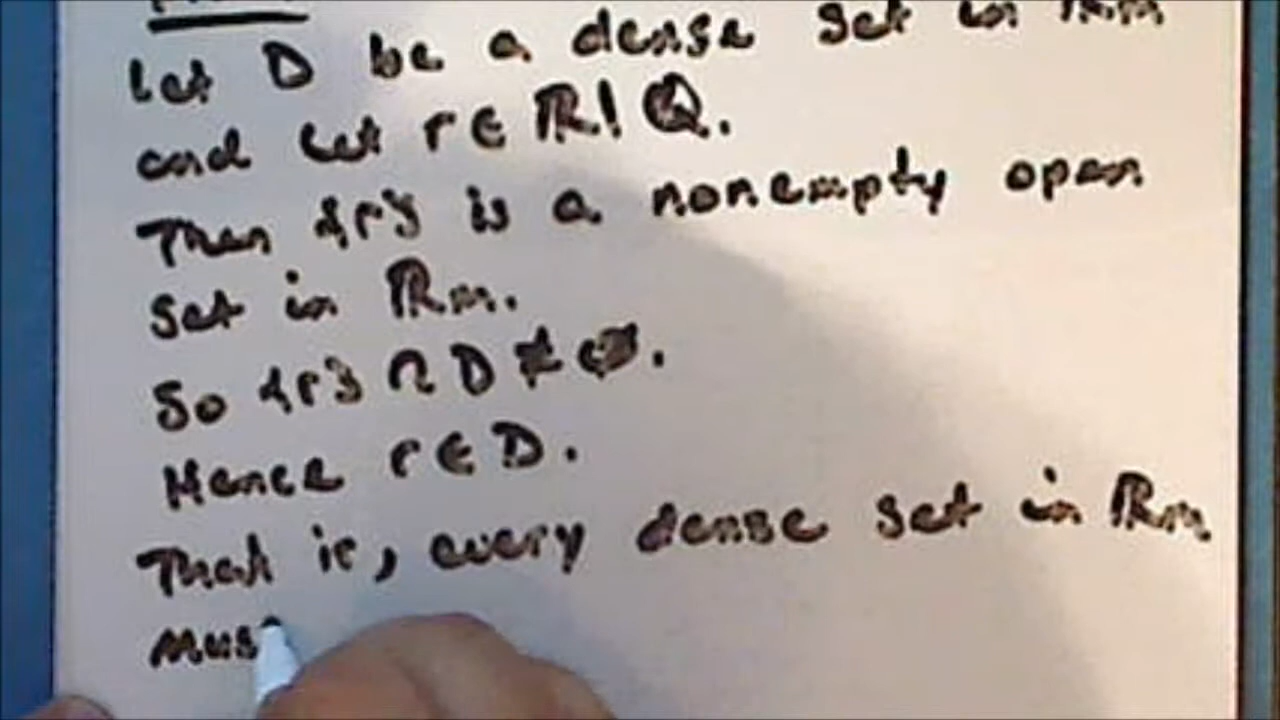 Let D be a dense set in ℝm
and let r∈ℝ\ℚ.
Then {r} is a nonempty open
set in ℝm.
So {r}∩D≠∅.
Hence r∈D.
That is, every dense set in ℝm
mus